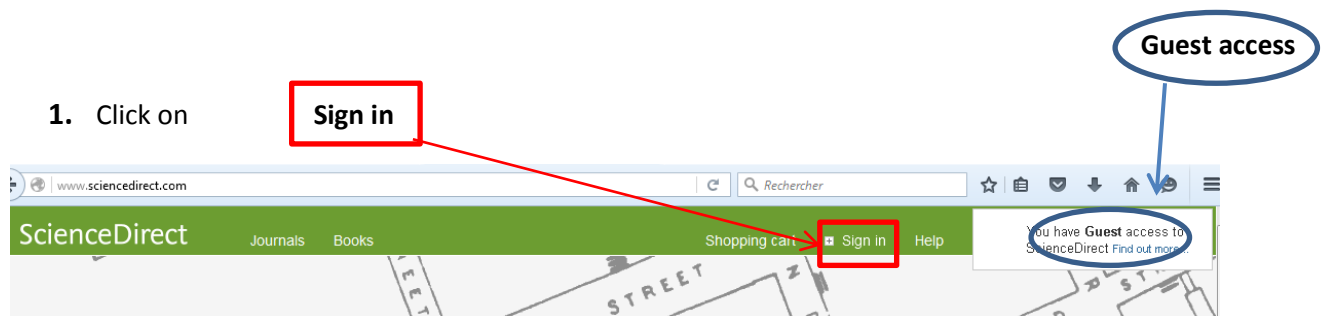 Guest access
1. Click on Sign in
www.sciencedirect.com Rechercher
ScienceDirect Journals Books Shopping cart Sign in Help
You have Guest access to
ScienceDirect Find out more...
STREET
STREET
N